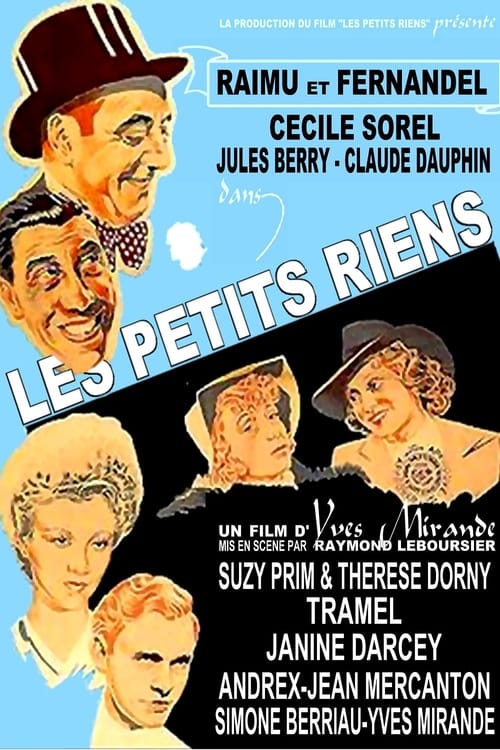 LA PRODUCTION DU FILM "LES PETITS RIENS" présente
RAIMU ET FERNANDEL
CECILE SOREL
JULES BERRY - CLAUDE DAUPHIN
dans
LES PETITS RIENS
UN FILM D'Yves Mirande
MIS EN SCENE PAR RAYMOND LEBOURSIER
SUZY PRIM & THERESE DORNY
TRAMEL
JANINE DARCEY
ANDREX-JEAN MERCANTON
SIMONE BERRIAU-YVES MIRANDE